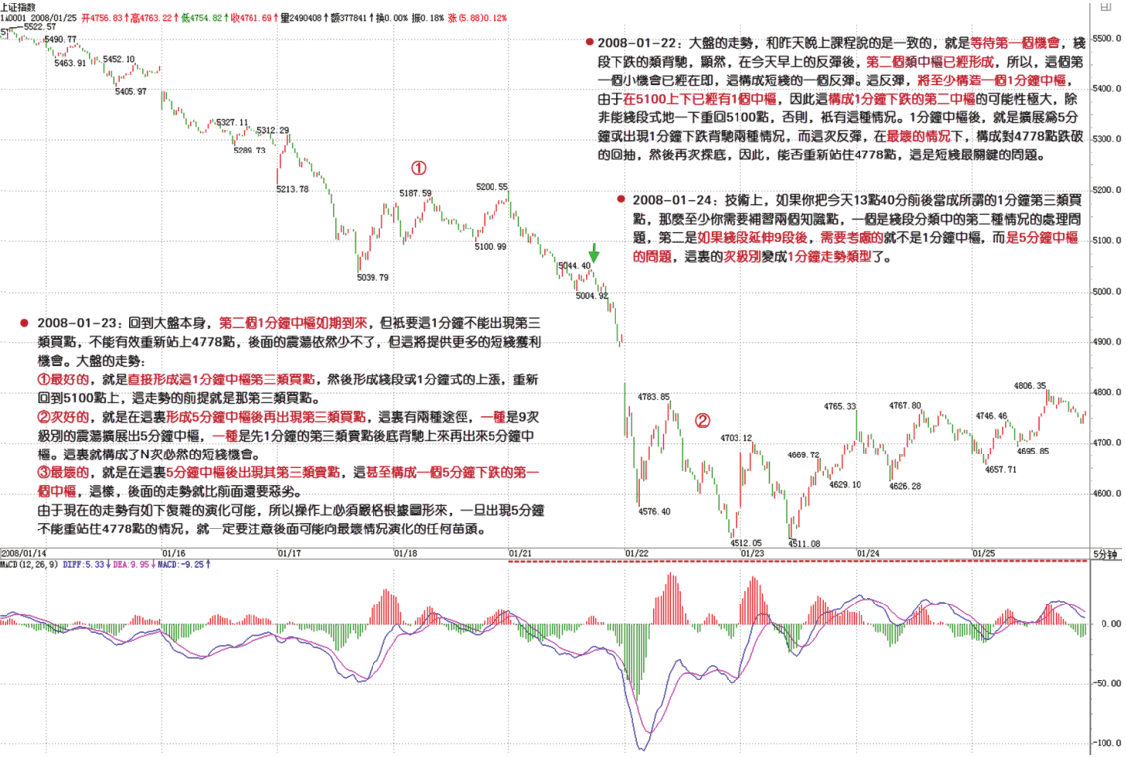 上证指数
1A0001 2008/01/25 开4756.83↑高4763.22↑低4754.82↑收4761.69↑量2490408↑额377841↑换0.00% 振0.18% 涨(5.88)0.12%
5522.57
5490.77
5463.91
5452.10
5405.97
5327.11
5312.29
5289.73
5213.78
● 2008-01-22：大盤的走勢，和昨天晚上課程說的是一致的，就是等待第一個機會，綫
段下跌的類背馳，顯然，在今天早上的反彈後，第二個類中樞已經形成，所以，這個第
一個小機會已經在即，這構成短綫的一個反彈。這反彈，將至少構造一個1分鐘中樞，
由于在5100上下已經有1個中樞，因此這構成1分鐘下跌的第二中樞的可能性極大，除
非能綫段式地一下重回5100點，否則，祇有這種情况。1分鐘中樞後，就是擴展爲5分
鐘或出現1分鐘下跌背馳兩種情况，而這次反彈，在最壞的情况下，構成對4778點跌破
的回抽，然後再次探底，因此，能否重新站住4778點，這是短綫最關鍵的問題。
● 2008-01-24：技術上，如果你把今天13點40分前後當成所謂的1分鐘第三類買
點，那麽至少你需要補習兩個知識點，一個是綫段分類中的第二種情况的處理問
題，第二是如果綫段延伸9段後，需要考慮的就不是1分鐘中樞，而是5分鐘中樞
的問題，這裏的次級別變成1分鐘走勢類型了。
①
5187.59
5200.55
5100.99
5039.79
5044.40
5004.92
● 2008-01-23：回到大盤本身，第二個1分鐘中樞如期到來，但祇要這1分鐘不能出現第三
類買點，不能有效重新站上4778點，後面的震蕩依然少不了，但這將提供更多的短綫獲利
機會。大盤的走勢：
①最好的，就是直接形成這1分鐘中樞第三類買點，然後形成綫段或1分鐘式的上漲，重新
回到5100點上，這走勢的前提就是那第三類買點。
②次好的，就是在這裏形成5分鐘中樞後再出現第三類買點，這裏有兩種途徑，一種是9次
級別的震蕩擴展出5分鐘中樞，一種是先1分鐘的第三類賣點後底背馳上來再出來5分鐘中
樞。這裏就構成了N次必然的短綫機會。
③最壞的，就是在這裏5分鐘中樞後出現其第三類賣點，這甚至構成一個5分鐘下跌的第一
個中樞，這樣，後面的走勢就比前面還要惡劣。
由于現在的走勢有如下復雜的演化可能，所以操作上必須嚴格根據圖形來，一旦出現5分鐘
不能重站住4778點的情况，就一定要注意後面可能向最壞情况演化的任何苗頭。
4783.85
②
4703.12
4576.40
4512.05
4511.08
4669.72
4629.10
4765.33
4767.80
4626.28
4746.46
4657.71
4695.85
4806.35
5500.0
5400.0
5300.0
5200.0
5100.0
5000.0
4900.0
4800.0
4700.0
4600.0
2008/01/14 01/16 01/17 01/18 01/21 01/22 01/23 01/24 01/25 5分钟
MACD(12,26,9) DIFF:5.33↓DEA:9.95↓MACD:-9.25↑
0.00
-50.00
-100.0